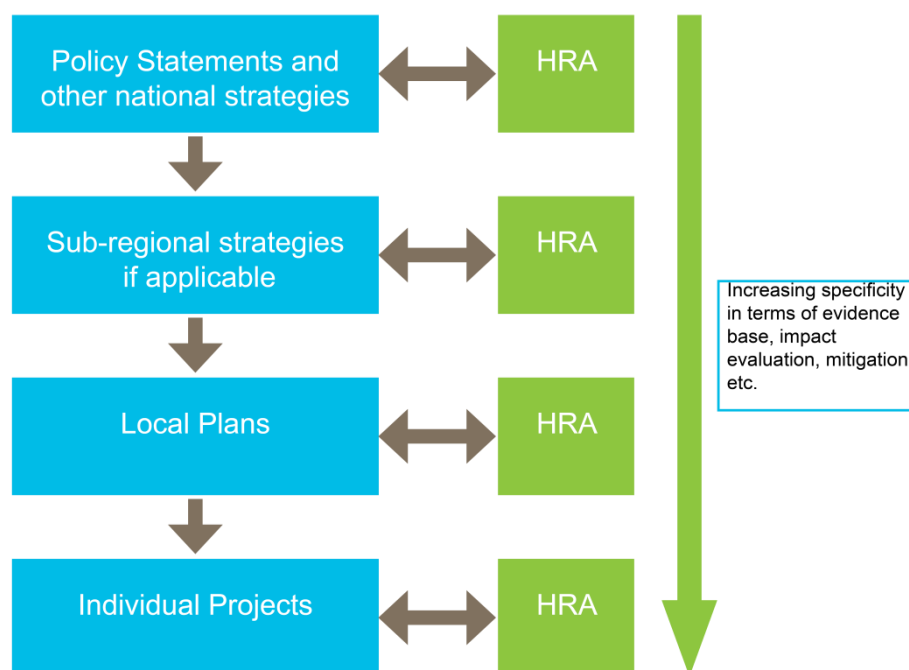 Policy Statements and
other national strategies
HRA
Sub-regional strategies
if applicable
HRA
Increasing specificity
in terms of evidence
base, impact
evaluation, mitigation
etc.
Local Plans
HRA
Individual Projects
HRA